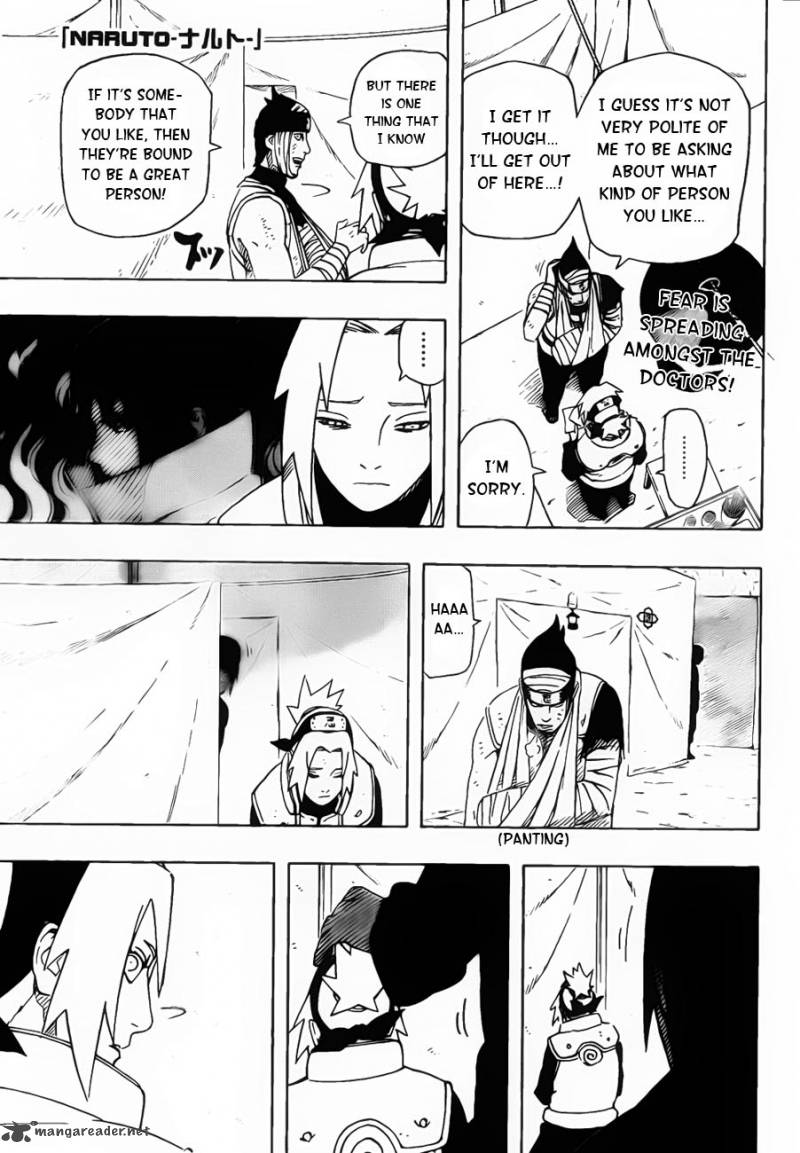 「NARUTO-ナルト-」
I GUESS IT'S NOT
VERY POLITE OF
ME TO BE ASKING
ABOUT WHAT
KIND OF PERSON
YOU LIKE...
I GET IT
THOUGH...
I'LL GET OUT
OF HERE...!
FEAR IS
SPREADING
AMONGST THE
DOCTORS!
........
I'M
SORRY.
BUT THERE
IS ONE
THING THAT
I KNOW
IF IT'S SOME-
BODY THAT
YOU LIKE, THEN
THEY'RE BOUND
TO BE A GREAT
PERSON!
ズッ
........
HAAA
AA...
(PANTING)
mangareader.net